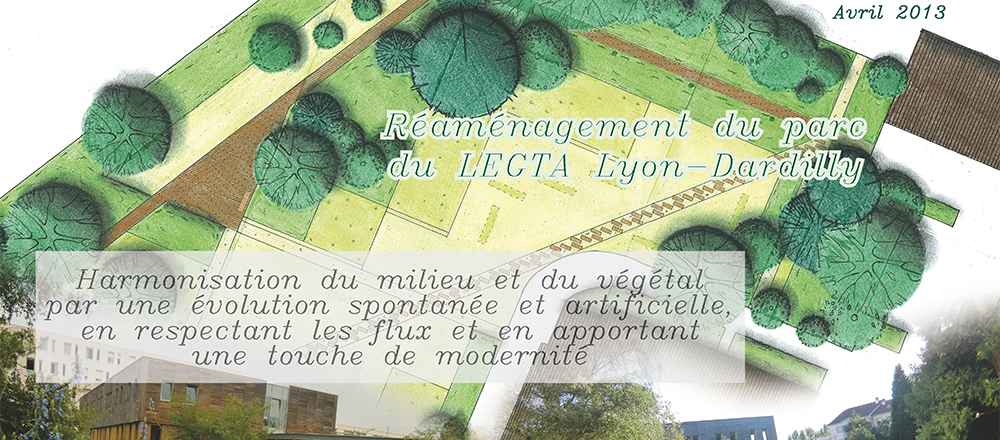 Avril 2013
Réaménagement du parc
du LEGTA Lyon-Dardilly
Harmonisation du milieu et du végétal
par une évolution spontanée et artificielle,
en respectant les flux et en apportant
une touche de modernité